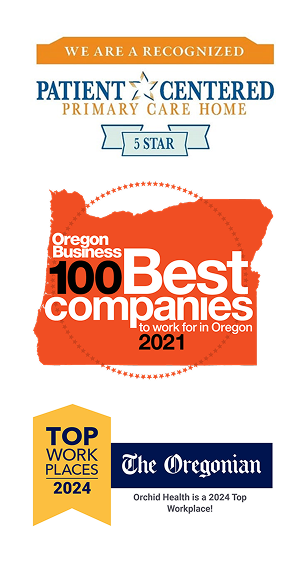 WE ARE A RECOGNIZED
PATIENT CENTERED
PRIMARY CARE HOME
5 STAR
Oregon
Business
100 Best
companies
to work for in Oregon
2021
TOP
WORK
PLACES
2024
The Oregonian
Orchid Health is a 2024 Top
Workplace!